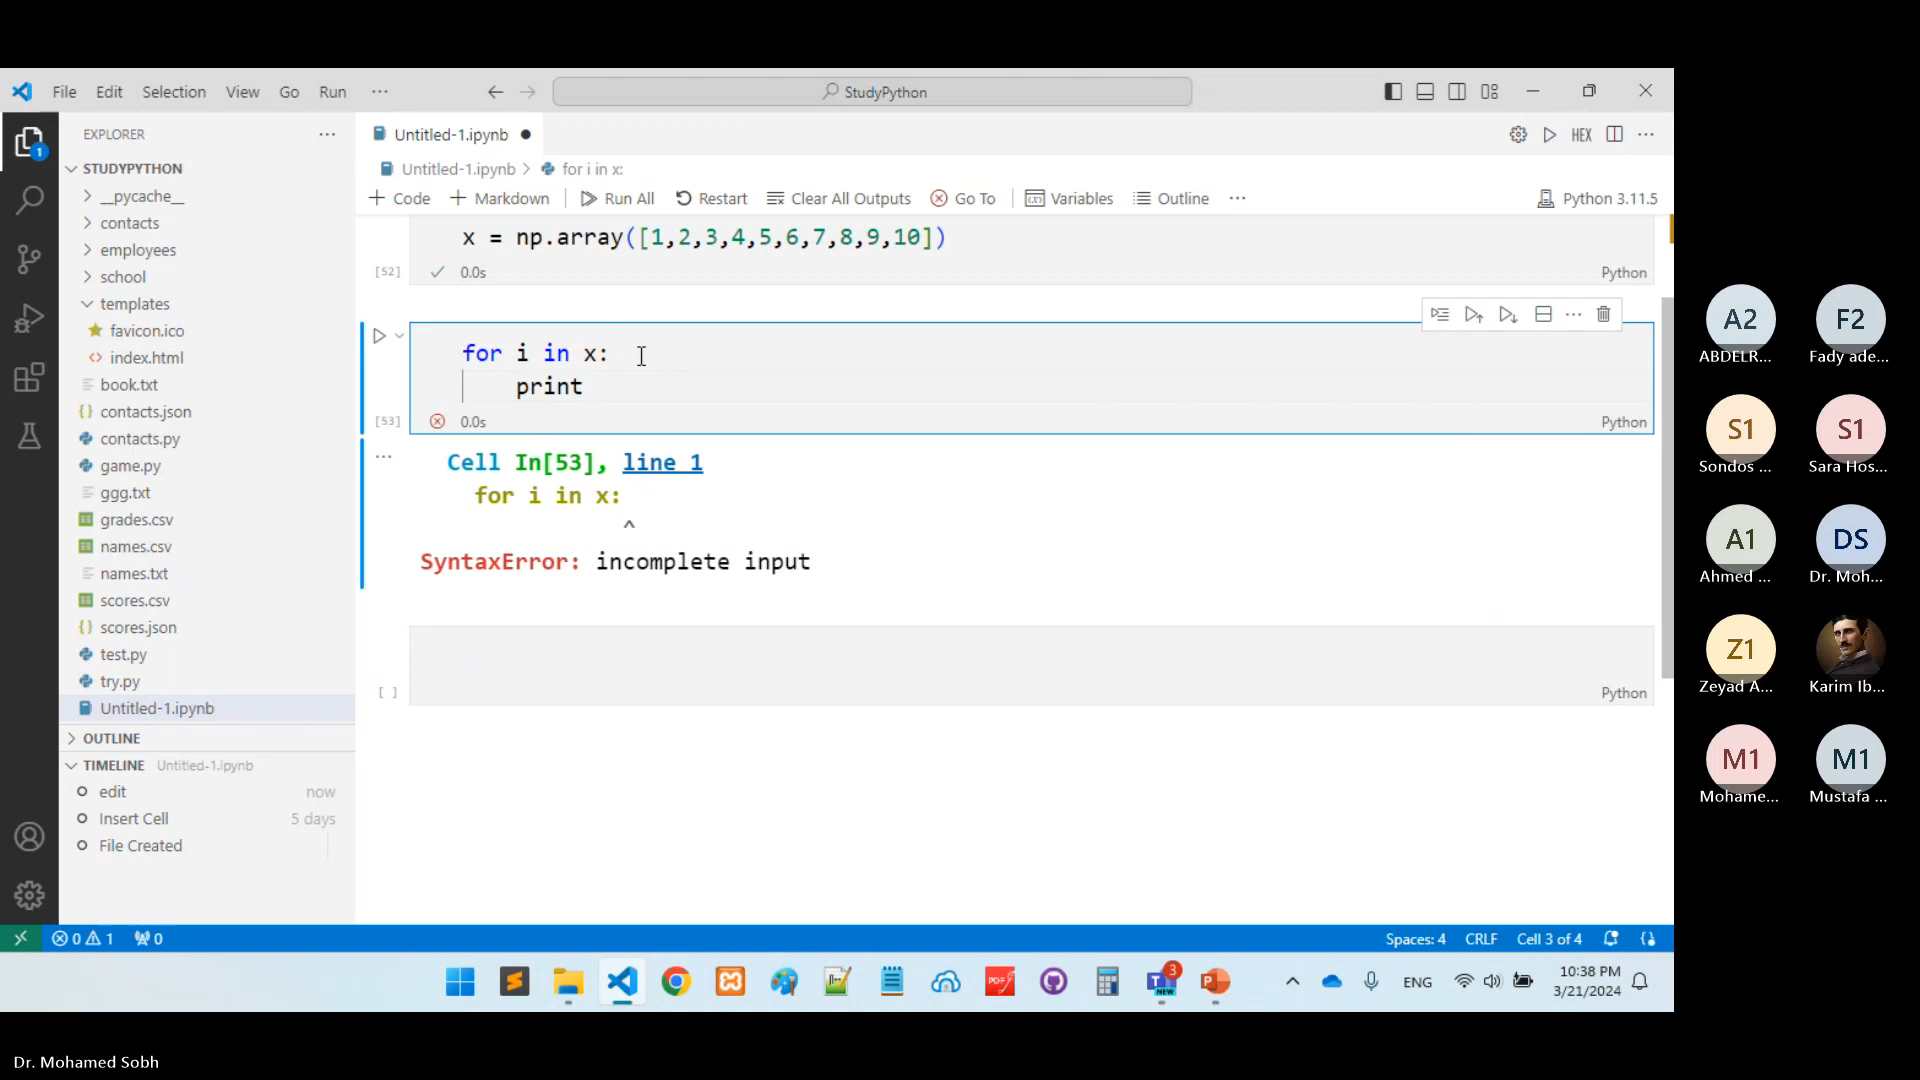 File Edit Selection View Go Run ... StudyPython
EXPLORER ...
STUDYPYTHON
__pycache__
contacts
employees
school
templates
favicon.ico
index.html
book.txt
contacts.json
contacts.py
game.py
ggg.txt
grades.csv
names.csv
names.txt
scores.csv
scores.json
test.py
try.py
Untitled-1.ipynb
OUTLINE
TIMELINE Untitled-1.ipynb
edit now
Insert Cell 5 days
File Created
1
Untitled-1.ipynb ● HEX ...
Untitled-1.ipynb > for i in x:
+ Code + Markdown Run All Restart Clear All Outputs Go To Variables Outline ... Python 3.11.5
x = np.array([1,2,3,4,5,6,7,8,9,10])
[52] 0.0s Python
for i in x:
print
[53] 0.0s Python
... Cell In[53], line 1
for i in x:
^
SyntaxError: incomplete input
[ ] Python
0 1 0 Spaces: 4 CRLF Cell 3 of 4
3 NEW ENG 10:38 PM
3/21/2024
A2 F2
ABDELR... Fady ade...
S1 S1
Sondos ... Sara Hos...
A1 DS
Ahmed ... Dr. Moh...
Z1
Zeyad A... Karim Ib...
M1 M1
Mohame... Mustafa ...
Dr. Mohamed Sobh